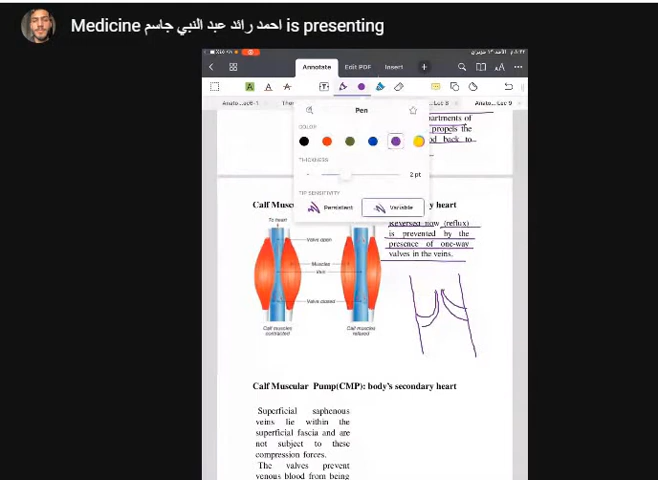 Medicine احمد رائد عبد النبي جاسم is presenting
Annotate
Edit PDF
Insert
Pen
COLOR
THICKNESS
2 pt
TIP SENSITIVITY
Persistent
Variable
artments of
propels the
d back to
Calf Musc
y heart
Reversed flow (reflux)
is prevented by the
presence of one-way
valves in the veins.
To heart
Valve open
Muscles
Vein
Valve closed
Calf muscles
contracted
Calf muscles
relaxed
Calf Muscular Pump(CMP): body's secondary heart
Superficial saphenous
veins lie within the
superficial fascia and are
not subject to these
compression forces.
The valves prevent
venous blood from being